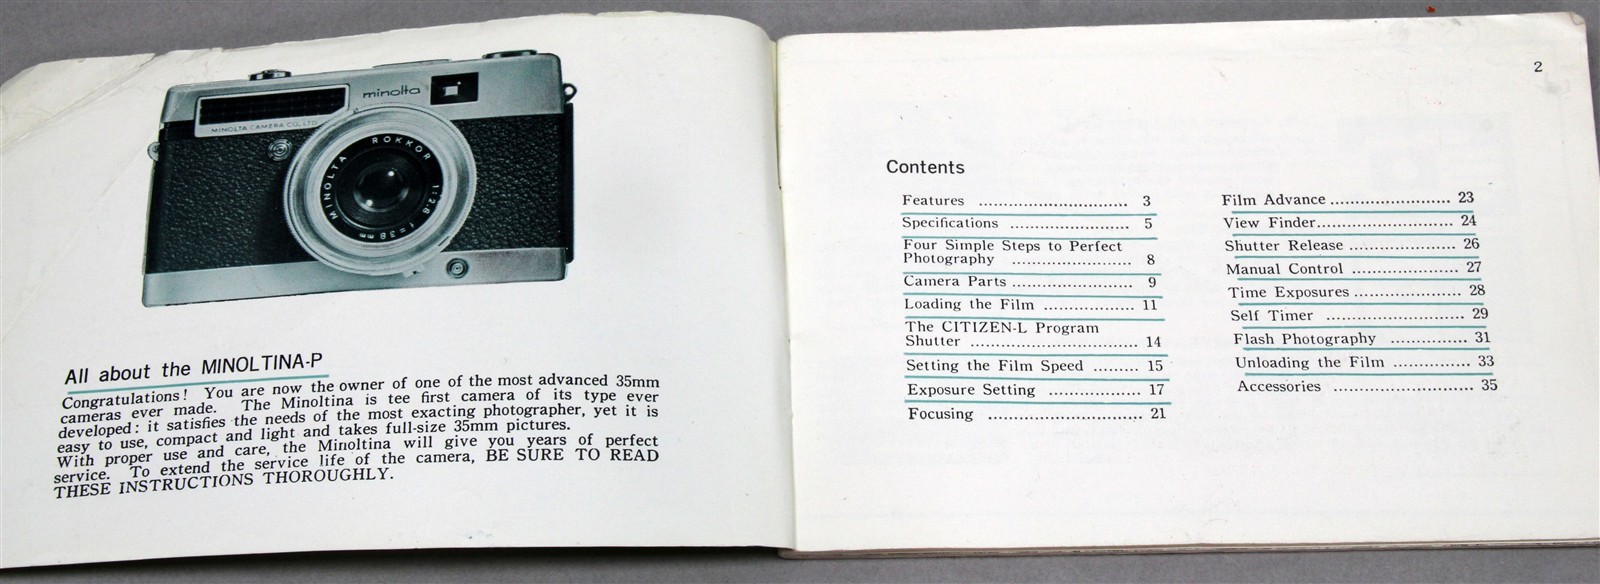 minolta
MINOLTA CAMERA CO., LTD.
MINOLTA ROKKOR 1:2.8 f=38mm
All about the MINOLTINA-P
Congratulations! You are now the owner of one of the most advanced 35mm
cameras ever made. The Minoltina is tee first camera of its type ever
developed: it satisfies the needs of the most exacting photographer, yet it is
easy to use, compact and light and takes full-size 35mm pictures.
With proper use and care, the Minoltina will give you years of perfect
service. To extend the service life of the camera, BE SURE TO READ
THESE INSTRUCTIONS THOROUGHLY.
2
Contents
Features ............................ 3
Specifications ....................... 5
Four Simple Steps to Perfect
Photography ....................... 8
Camera Parts ....................... 9
Loading the Film .................. 11
The CITIZEN-L Program
Shutter ................................ 14
Setting the Film Speed ......... 15
Exposure Setting .................. 17
Focusing .............................. 21
Film Advance ....................... 23
View Finder.......................... 24
Shutter Release .................... 26
Manual Control .................... 27
Time Exposures .................... 28
Self Timer .......................... 29
Flash Photography ............... 31
Unloading the Film ............... 33
Accessories .......................... 35